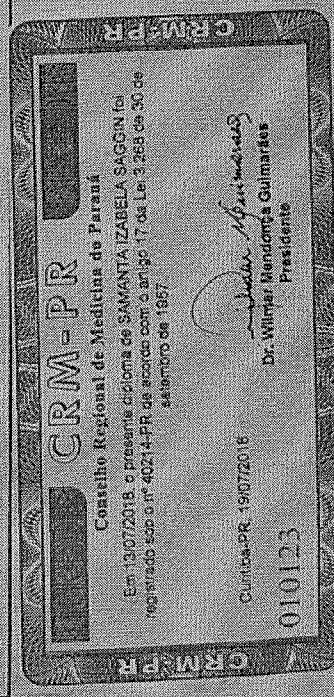 CRM-PR
CRM-PR
Conselho Regional de Medicina do Paraná
Em 19/07/2018, o presente diploma de SAMANTA IZABELA SAGGIN foi
registrado sob o nº 40214-PR de acordo com o artigo 17 da Lei 3.268 de 30 de
setembro de 1957
Curitiba-PR, 19/07/2018
Dr. Wilmar Mendonça Guimarães
Presidente
010123
CRM-PR